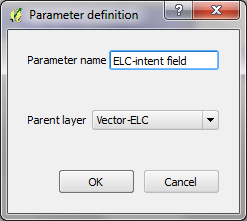 Parameter definition
Parameter name ELC-intent field
Parent layer Vector-ELC
OK Cancel